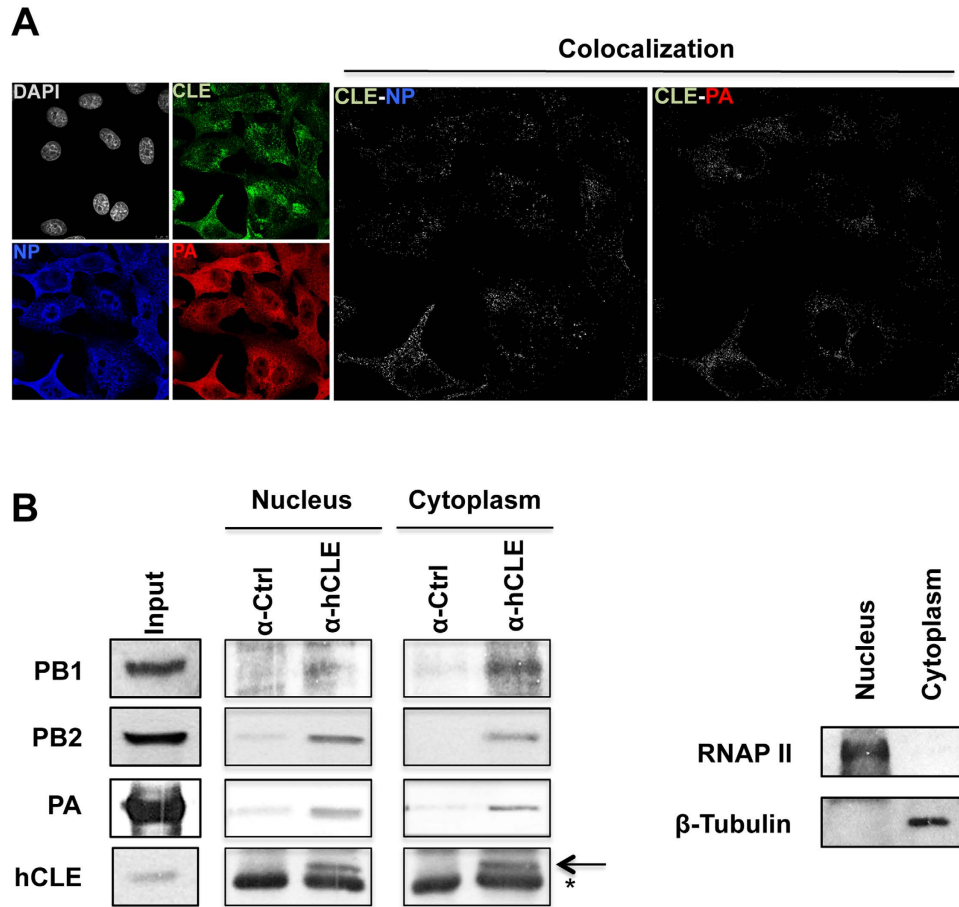 A
Colocalization
DAPI
CLE
CLE-NP
CLE-PA
NP
PA
B
Nucleus
Cytoplasm
Input
α-Ctrl
α-hCLE
α-Ctrl
α-hCLE
PB1
PB2
PA
hCLE
*
Nucleus
Cytoplasm
RNAP II
β-Tubulin